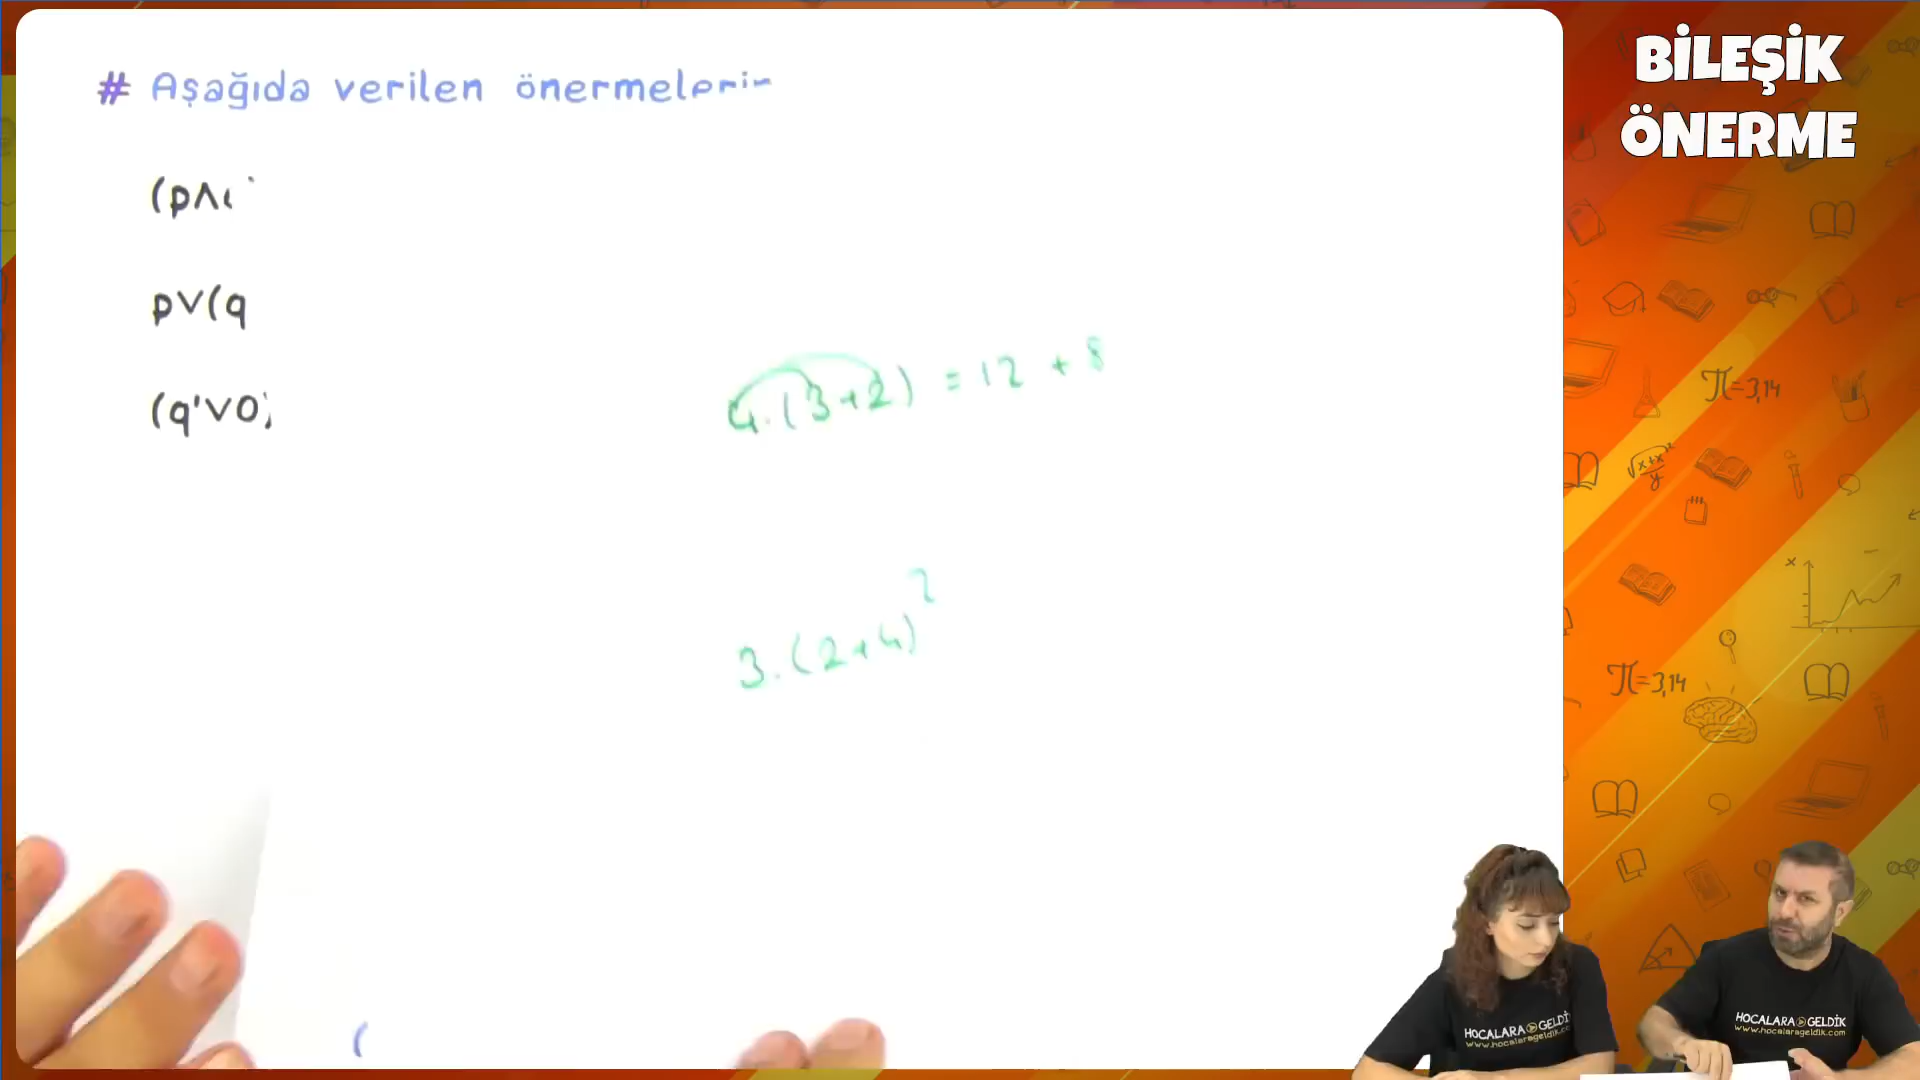 BİLEŞİK
ÖNERME
# Aşağıda verilen
(p∧
p∨(q
(q'∨0)
4.(3+2) = 12 + 8
3.(2+4)²
π=3,14
π=3,14
HOCALARA GELDİK
www.hocalarageldik.com
HOCALARA GELDİK
www.hocalarageldik.com